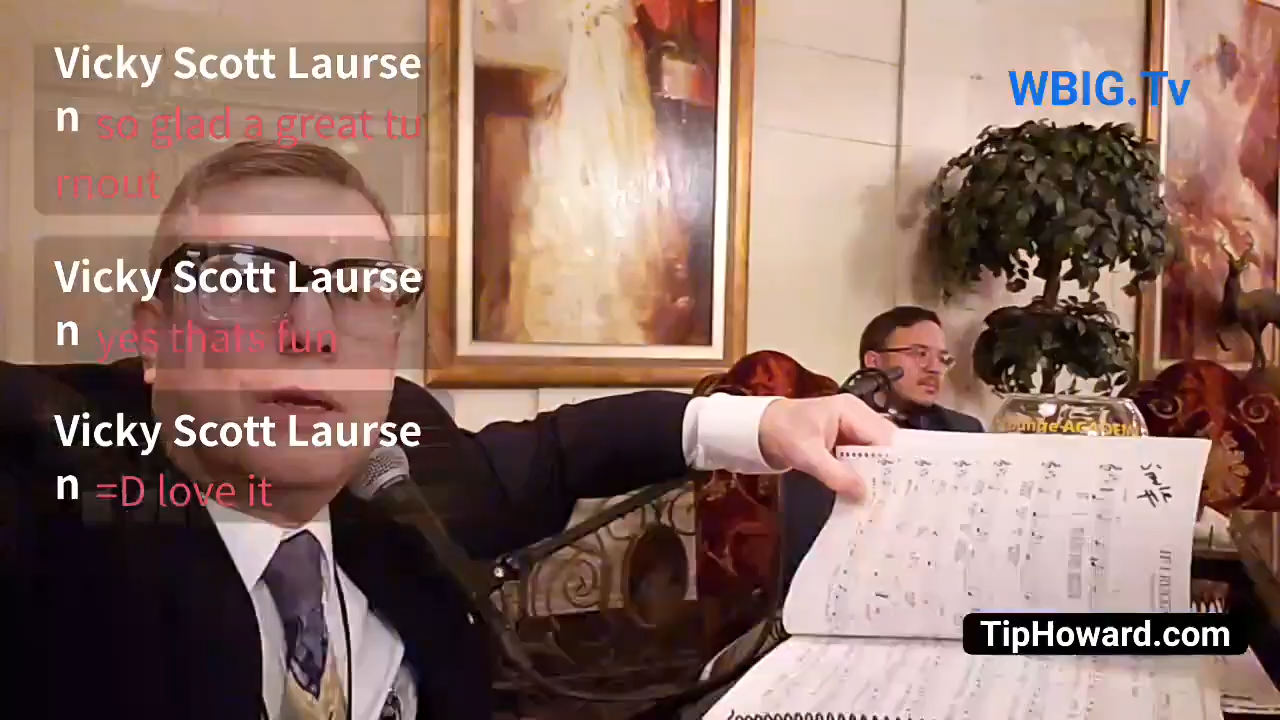 Vicky Scott Laurse
n so glad a great tu
rnout
Vicky Scott Laurse
n yes thats fun
Vicky Scott Laurse
n =D love it
WBIG.Tv
TipHoward.com